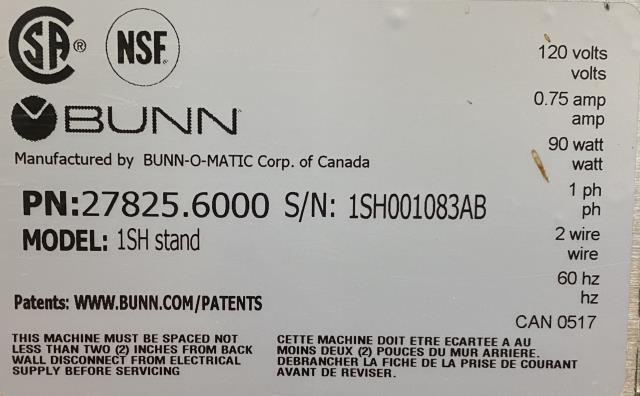 CSA®
NSF®
BUNN
Manufactured by BUNN-O-MATIC Corp. of Canada
PN:27825.6000 S/N: 1SH001083AB
MODEL: 1SH stand
Patents: WWW.BUNN.COM/PATENTS
THIS MACHINE MUST BE SPACED NOT
LESS THAN TWO (2) INCHES FROM BACK
WALL DISCONNECT FROM ELECTRICAL
SUPPLY BEFORE SERVICING
CETTE MACHINE DOIT ETRE ECARTEE A AU
MOINS DEUX (2) POUCES DU MUR ARRIERE.
DEBRANCHER LA FICHE DE LA PRISE DE COURANT
AVANT DE REVISER.
120 volts
volts
0.75 amp
amp
90 watt
watt
1 ph
ph
2 wire
wire
60 hz
hz
CAN 0517